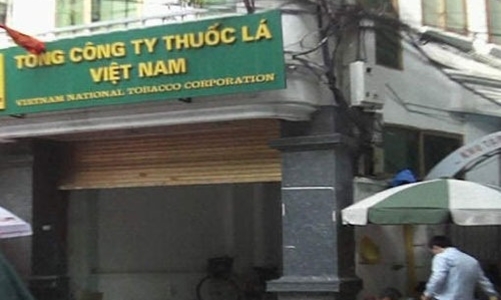 TỔNG CÔNG TY THUỐC LÁ
VIỆT NAM
VIETNAM NATIONAL TOBACCO CORPORATION